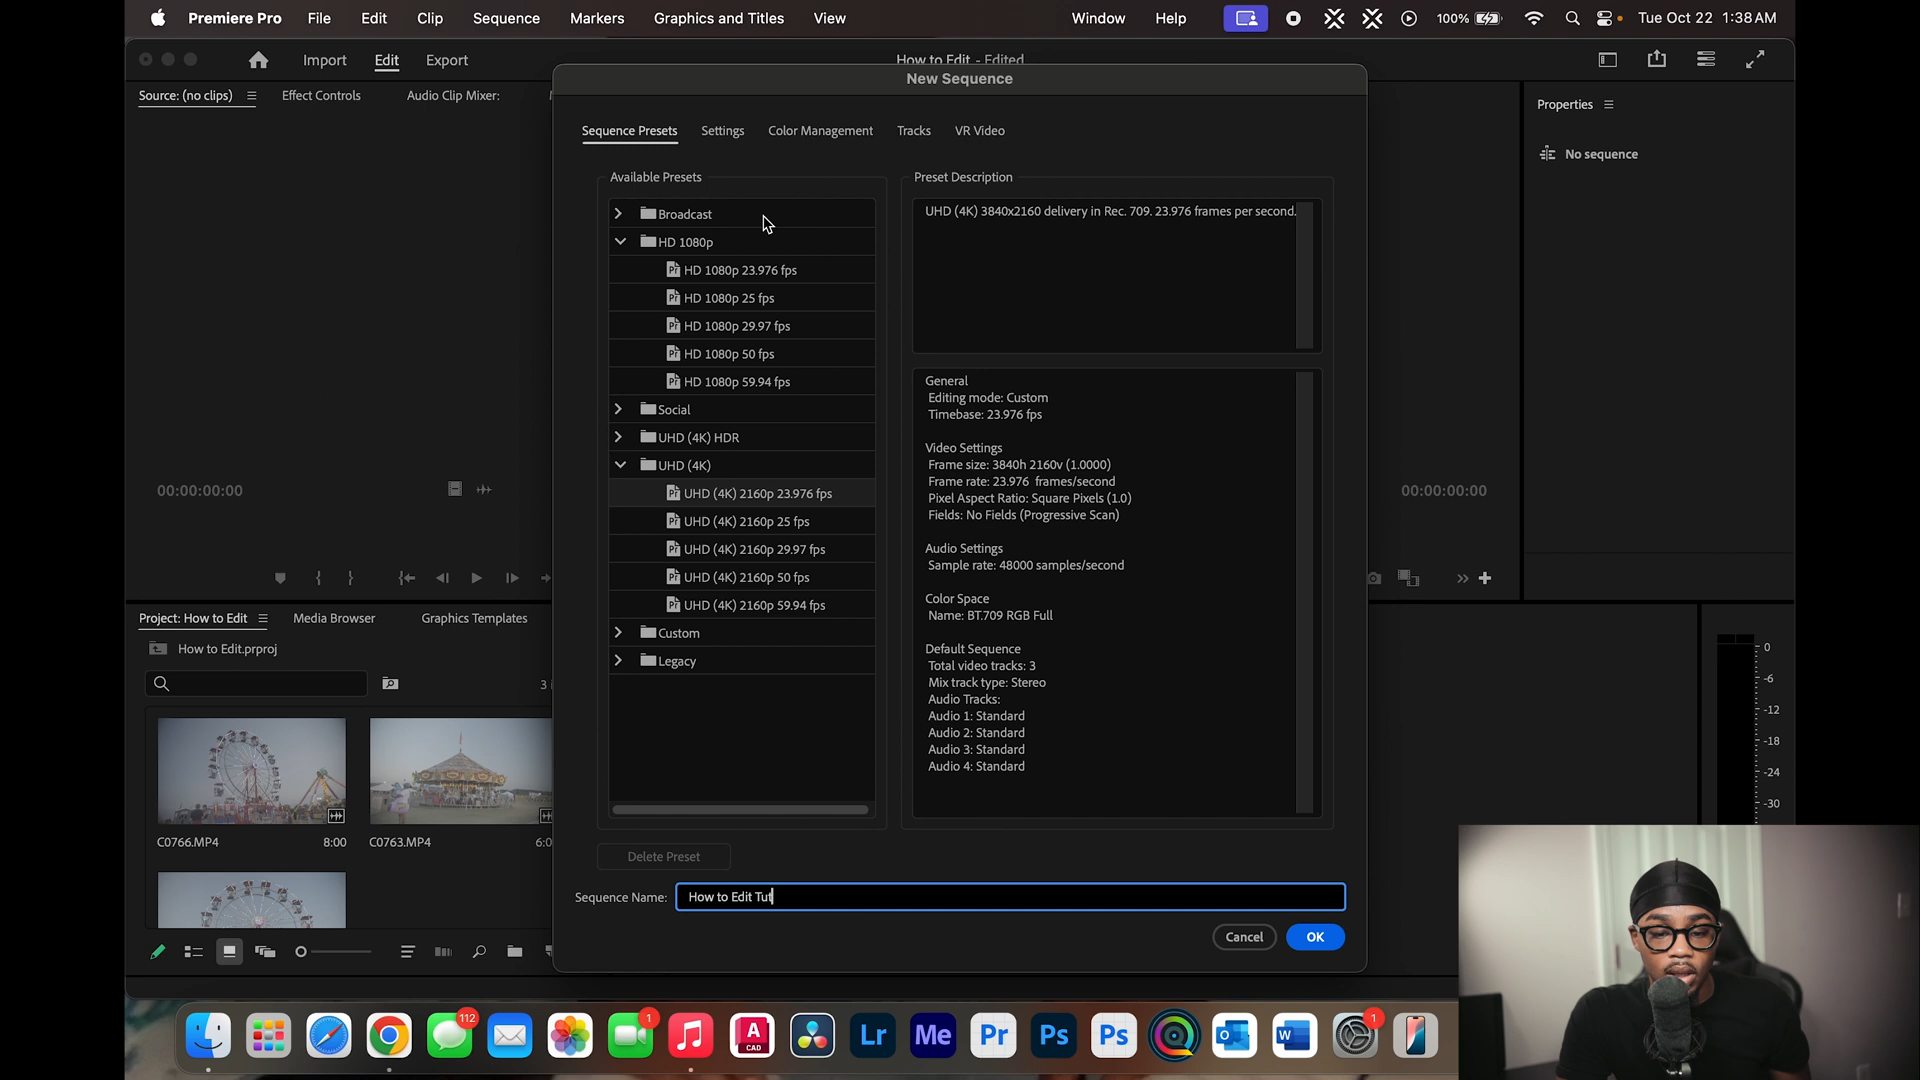 Premiere Pro File Edit Clip Sequence Markers Graphics and Titles View Window Help 100% Tue Oct 22 1:38 AM
Import Edit Export
How to Edit - Edited
New Sequence
Source: (no clips) Effect Controls Audio Clip Mixer:
Properties
No sequence
Sequence Presets Settings Color Management Tracks VR Video
Available Presets
Broadcast
HD 1080p
HD 1080p 23.976 fps
HD 1080p 25 fps
HD 1080p 29.97 fps
HD 1080p 50 fps
HD 1080p 59.94 fps
Social
UHD (4K) HDR
UHD (4K)
UHD (4K) 2160p 23.976 fps
UHD (4K) 2160p 25 fps
UHD (4K) 2160p 29.97 fps
UHD (4K) 2160p 50 fps
UHD (4K) 2160p 59.94 fps
Custom
Legacy
Delete Preset
Preset Description
UHD (4K) 3840x2160 delivery in Rec. 709. 23.976 frames per second.
General
Editing mode: Custom
Timebase: 23.976 fps
Video Settings
Frame size: 3840h 2160v (1.0000)
Frame rate: 23.976 frames/second
Pixel Aspect Ratio: Square Pixels (1.0)
Fields: No Fields (Progressive Scan)
Audio Settings
Sample rate: 48000 samples/second
Color Space
Name: BT.709 RGB Full
Default Sequence
Total video tracks: 3
Mix track type: Stereo
Audio Tracks:
Audio 1: Standard
Audio 2: Standard
Audio 3: Standard
Audio 4: Standard
Sequence Name: How to Edit Tut
Cancel OK
00:00:00:00
00:00:00:00
Project: How to Edit Media Browser Graphics Templates
How to Edit.prproj
3
C0766.MP4 8:00 C0763.MP4 6:0
0
-6
-12
-18
-24
-30
112
1
A
CAD
Lr Me Pr Ps Ps
O
W
1